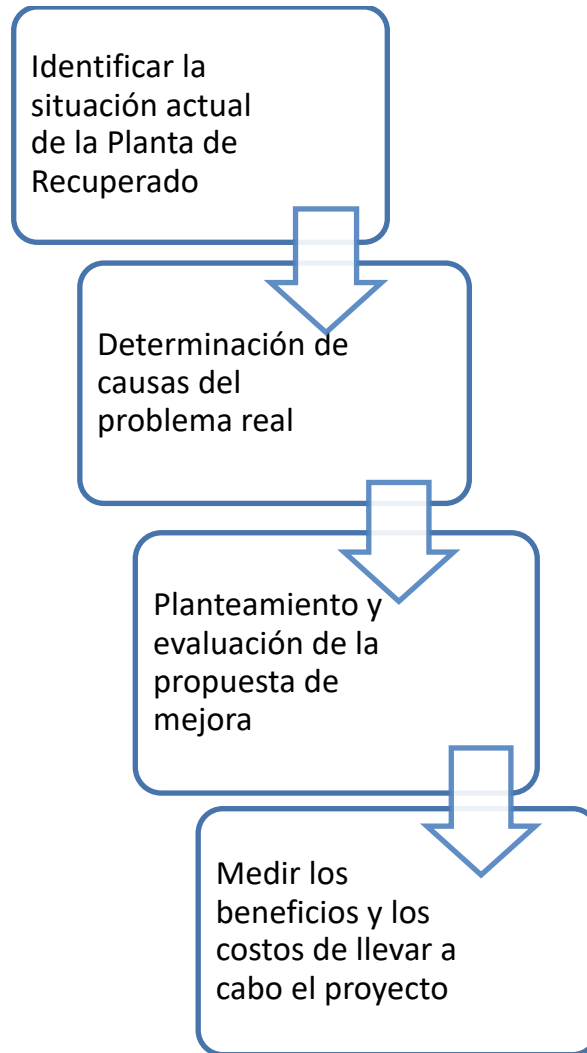 Identificar la
situación actual
de la Planta de
Recuperado
Determinación de
causas del
problema real
Planteamiento y
evaluación de la
propuesta de
mejora
Medir los
beneficios y los
costos de llevar a
cabo el proyecto